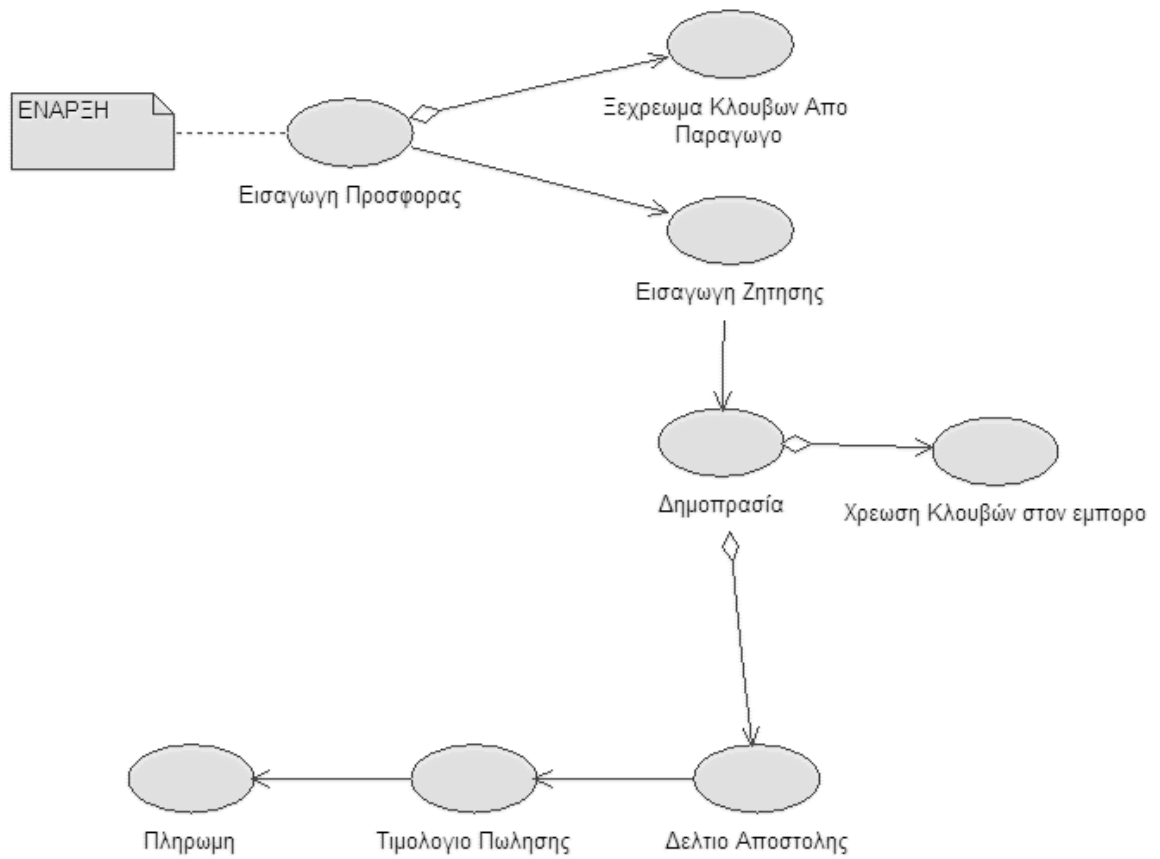 ΕΝΑΡΞΗ
Ξεχρεωμα Κλουβων Απο
Παραγωγο
Εισαγωγη Προσφορας
Εισαγωγη Ζητησης
Δημοπρασία
Χρεωση Κλουβών στον εμπορο
Πληρωμη
Τιμολογιο Πωλησης
Δελτιο Αποστολης